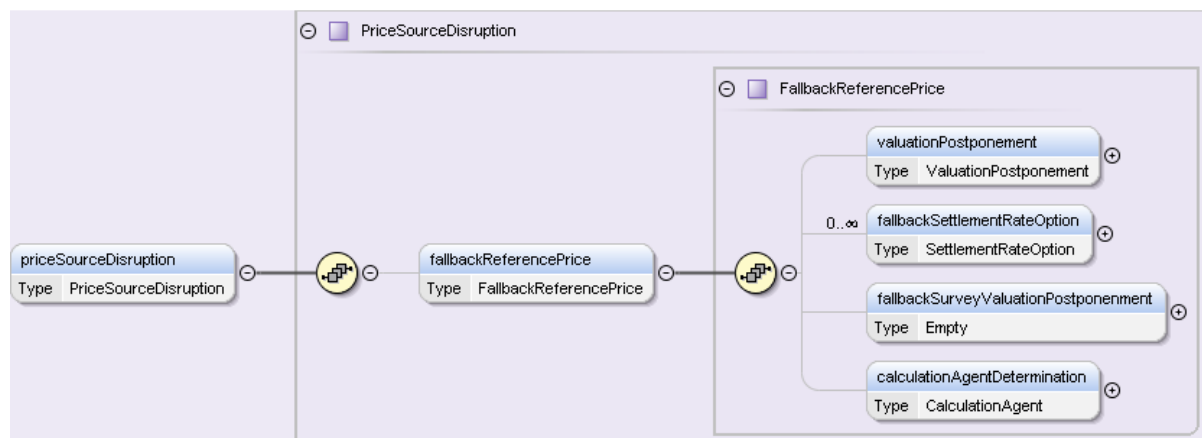 PriceSourceDisruption
FallbackReferencePrice
valuationPostponement
Type ValuationPostponement
0..∞ fallbackSettlementRateOption
Type SettlementRateOption
priceSourceDisruption
Type PriceSourceDisruption
fallbackReferencePrice
Type FallbackReferencePrice
fallbackSurveyValuationPostponenment
Type Empty
calculationAgentDetermination
Type CalculationAgent